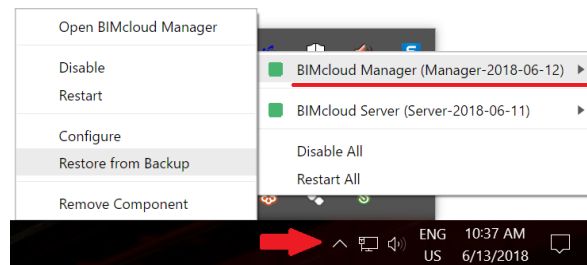 Open BIMcloud Manager
Disable
Restart
Configure
Restore from Backup
Remove Component
BIMcloud Manager (Manager-2018-06-12)
BIMcloud Server (Server-2018-06-11)
Disable All
Restart All
ENG 10:37 AM
US 6/13/2018